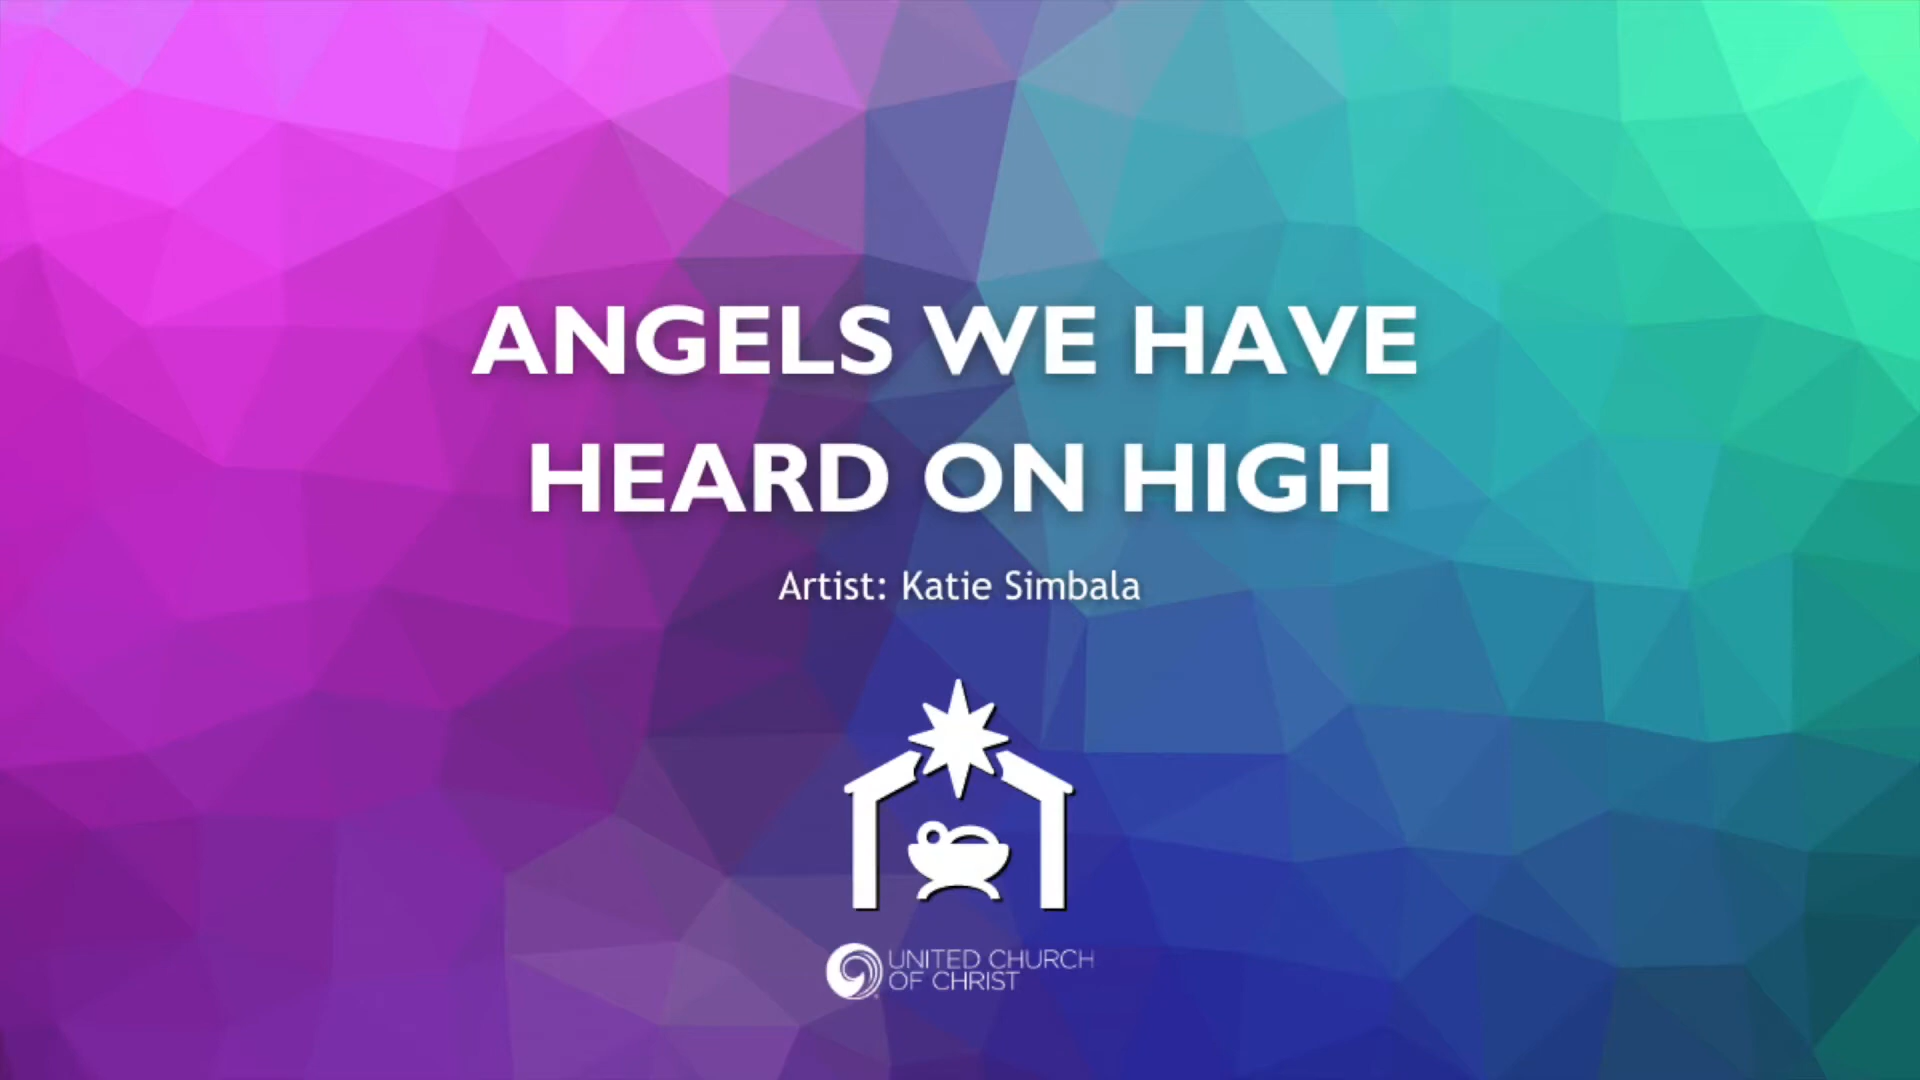 ANGELS WE HAVE
HEARD ON HIGH
Artist: Katie Simbala
UNITED CHURCH
OF CHRIST